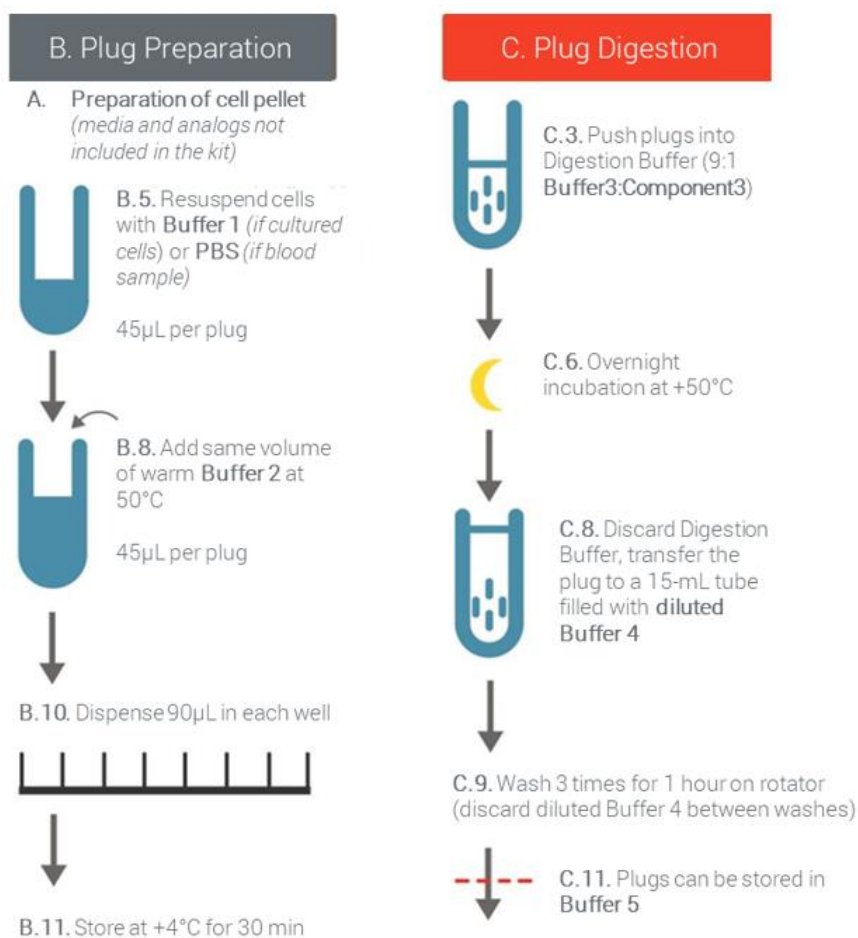 B. Plug Preparation
A. Preparation of cell pellet
(media and analogs not
included in the kit)
B.5. Resuspend cells
with Buffer 1 (if cultured
cells) or PBS (if blood
sample)
45µL per plug
B.8. Add same volume
of warm Buffer 2 at
50°C
45µL per plug
B.10. Dispense 90µL in each well
B.11. Store at +4°C for 30 min
C. Plug Digestion
C.3. Push plugs into
Digestion Buffer (9:1
Buffer3:Component3)
C.6. Overnight
incubation at +50°C
C.8. Discard Digestion
Buffer, transfer the
plug to a 15-mL tube
filled with diluted
Buffer 4
C.9. Wash 3 times for 1 hour on rotator
(discard diluted Buffer 4 between washes)
C.11. Plugs can be stored in
Buffer 5